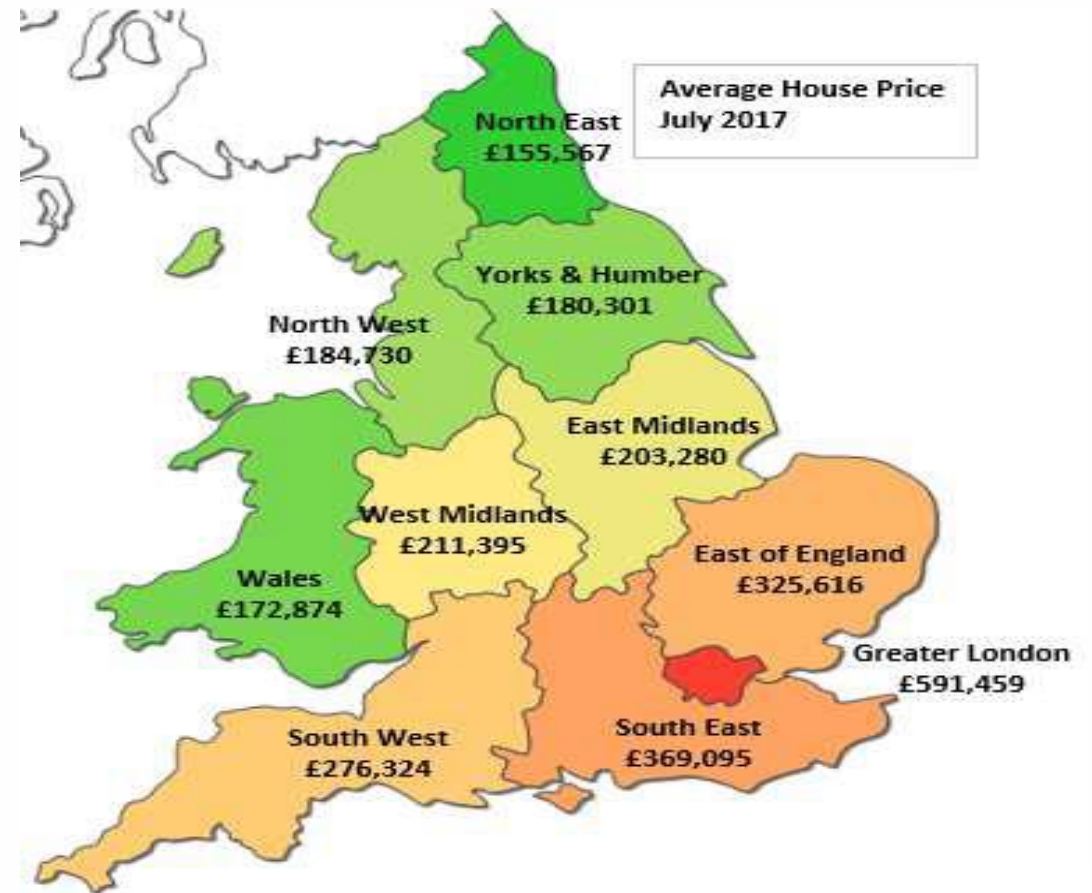 Average House Price
July 2017
North East
£155,567
Yorks & Humber
£180,301
North West
£184,730
East Midlands
£203,280
West Midlands
£211,395
East of England
£325,616
Wales
£172,874
Greater London
£591,459
South East
£369,095
South West
£276,324